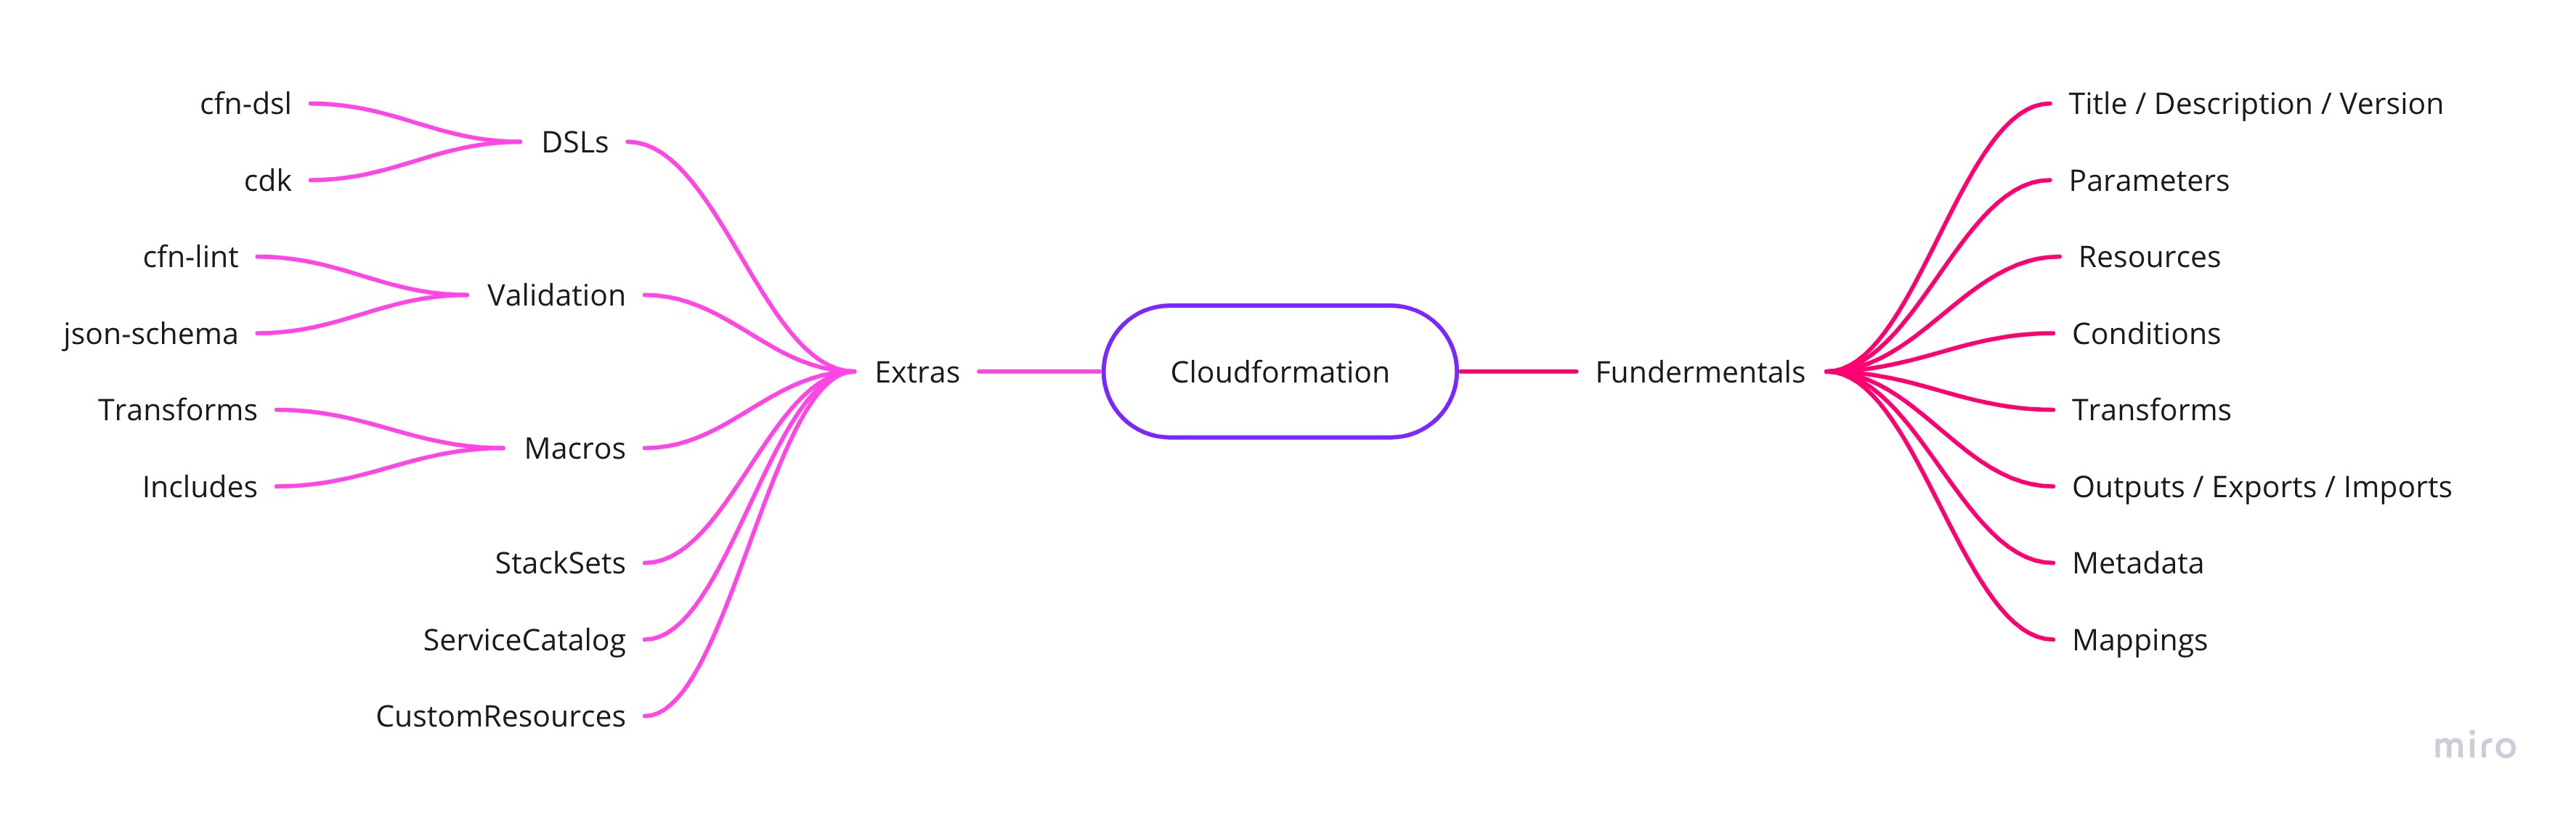 cfn-dsl
cdk
DSLs
cfn-lint
json-schema
Validation
Transforms
Includes
Macros
StackSets
ServiceCatalog
CustomResources
Extras
Cloudformation
Fundermentals
Title / Description / Version
Parameters
Resources
Conditions
Transforms
Outputs / Exports / Imports
Metadata
Mappings
miro